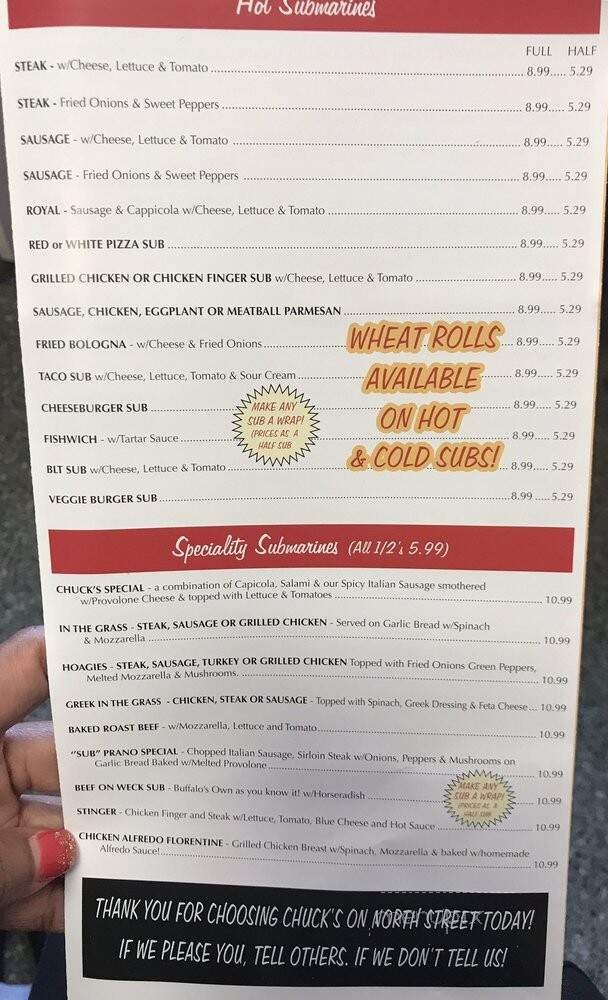 Hot Submarines
FULL HALF
STEAK - w/Cheese, Lettuce & Tomato 8.99..... 5.29
STEAK - Fried Onions & Sweet Peppers 8.99..... 5.29
SAUSAGE - w/Cheese, Lettuce & Tomato 8.99..... 5.29
SAUSAGE - Fried Onions & Sweet Peppers 8.99..... 5.29
ROYAL - Sausage & Cappicola w/Cheese, Lettuce & Tomato 8.99..... 5.29
RED or WHITE PIZZA SUB 8.99..... 5.29
GRILLED CHICKEN OR CHICKEN FINGER SUB w/Cheese, Lettuce & Tomato 8.99..... 5.29
SAUSAGE, CHICKEN, EGGPLANT OR MEATBALL PARMESAN 8.99..... 5.29
FRIED BOLOGNA - w/Cheese & Fried Onions 8.99..... 5.29
TACO SUB w/Cheese, Lettuce, Tomato & Sour Cream 8.99..... 5.29
CHEESEBURGER SUB 8.99..... 5.29
FISHWICH - w/Tartar Sauce 8.99..... 5.29
BLT SUB w/Cheese, Lettuce & Tomato 8.99..... 5.29
VEGGIE BURGER SUB 8.99..... 5.29
WHEAT ROLLS
AVAILABLE
ON HOT
& COLD SUBS!
MAKE ANY
SUB A WRAP!
(PRICES AS A
HALF SUB
Speciality Submarines (All 1/2's 5.99)
CHUCK'S SPECIAL - a combination of Capicola, Salami & our Spicy Italian Sausage smothered
w/Provolone Cheese & topped with Lettuce & Tomatoes 10.99
IN THE GRASS - STEAK, SAUSAGE OR GRILLED CHICKEN - Served on Garlic Bread w/Spinach
& Mozzarella 10.99
HOAGIES - STEAK, SAUSAGE, TURKEY OR GRILLED CHICKEN Topped with Fried Onions Green Peppers,
Melted Mozzarella & Mushrooms. 10.99
GREEK IN THE GRASS - CHICKEN, STEAK OR SAUSAGE - Topped with Spinach, Greek Dressing & Feta Cheese... 10.99
BAKED ROAST BEEF - w/Mozzarella, Lettuce and Tomato 10.99
"SUB" PRANO SPECIAL - Chopped Italian Sausage, Sirloin Steak w/Onions, Peppers & Mushrooms on
Garlic Bread Baked w/Melted Provolone 10.99
BEEF ON WECK SUB - Buffalo's Own as you know it! w/Horseradish 10.99
STINGER - Chicken Finger and Steak w/Lettuce, Tomato, Blue Cheese and Hot Sauce 10.99
CHICKEN ALFREDO FLORENTINE - Grilled Chicken Breast w/Spinach, Mozzarella & baked w/homemade
Alfredo Sauce! 10.99
MAKE ANY
SUB A WRAP!
(PRICES AS A
HALF SUB
THANK YOU FOR CHOOSING CHUCK'S ON NORTH STREET TODAY!
IF WE PLEASE YOU, TELL OTHERS. IF WE DON'T TELL US!